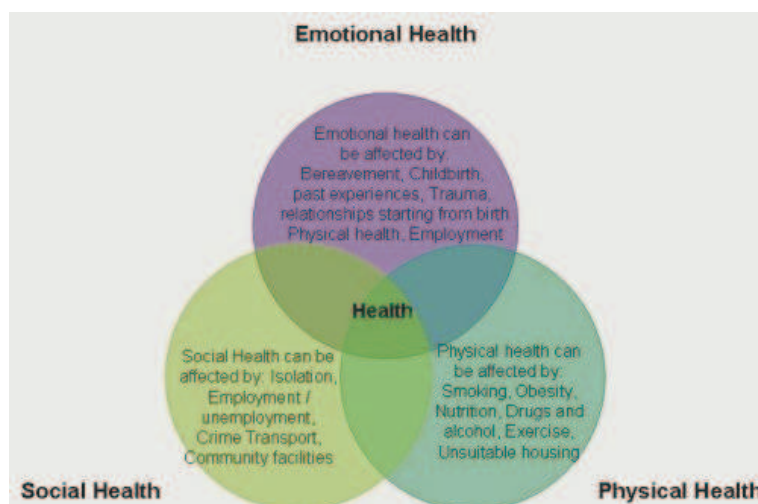 Emotional Health
Emotional health can
be affected by:
Bereavement, Childbirth,
past experiences, Trauma,
relationships starting from birth
Physical health, Employment
Health
Social Health can be
affected by: Isolation,
Employment /
unemployment,
Crime Transport,
Community facilities
Physical health can
be affected by:
Smoking, Obesity,
Nutrition, Drugs and
alcohol, Exercise,
Unsuitable housing
Social Health
Physical Health